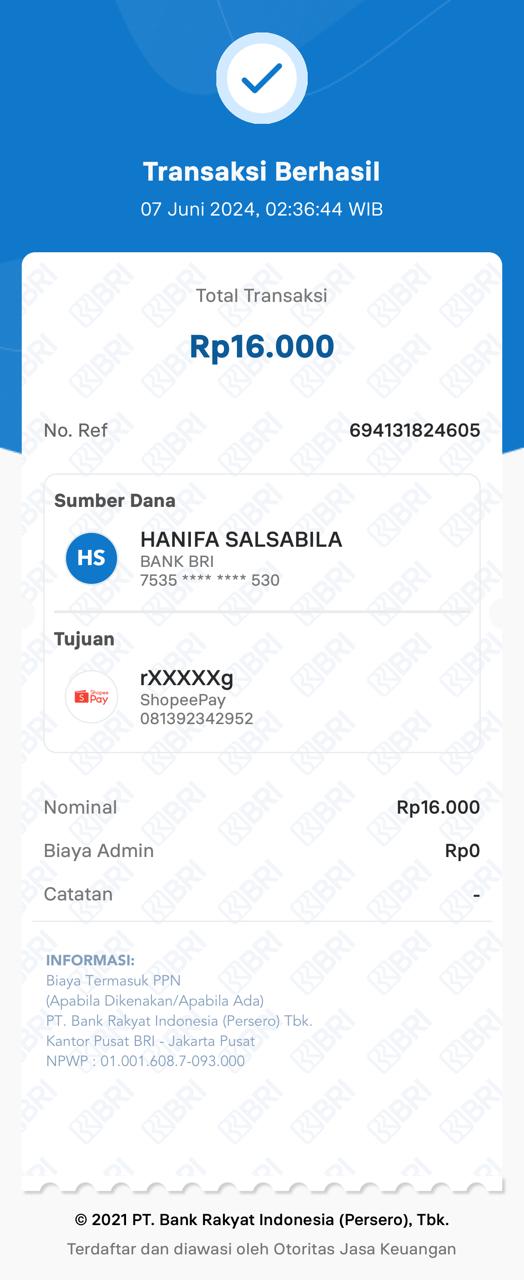 Transaksi Berhasil
07 Juni 2024, 02:36:44 WIB
Total Transaksi
Rp16.000
No. Ref 694131824605
Sumber Dana
HS
HANIFA SALSABILA
BANK BRI
7535 **** **** 530
Tujuan
Shopee
Pay
rXXXXXg
ShopeePay
081392342952
Nominal Rp16.000
Biaya Admin Rp0
Catatan -
INFORMASI:
Biaya Termasuk PPN
(Apabila Dikenakan/Apabila Ada)
PT. Bank Rakyat Indonesia (Persero) Tbk.
Kantor Pusat BRI - Jakarta Pusat
NPWP : 01.001.608.7-093.000
© 2021 PT. Bank Rakyat Indonesia (Persero), Tbk.
Terdaftar dan diawasi oleh Otoritas Jasa Keuangan
BRI